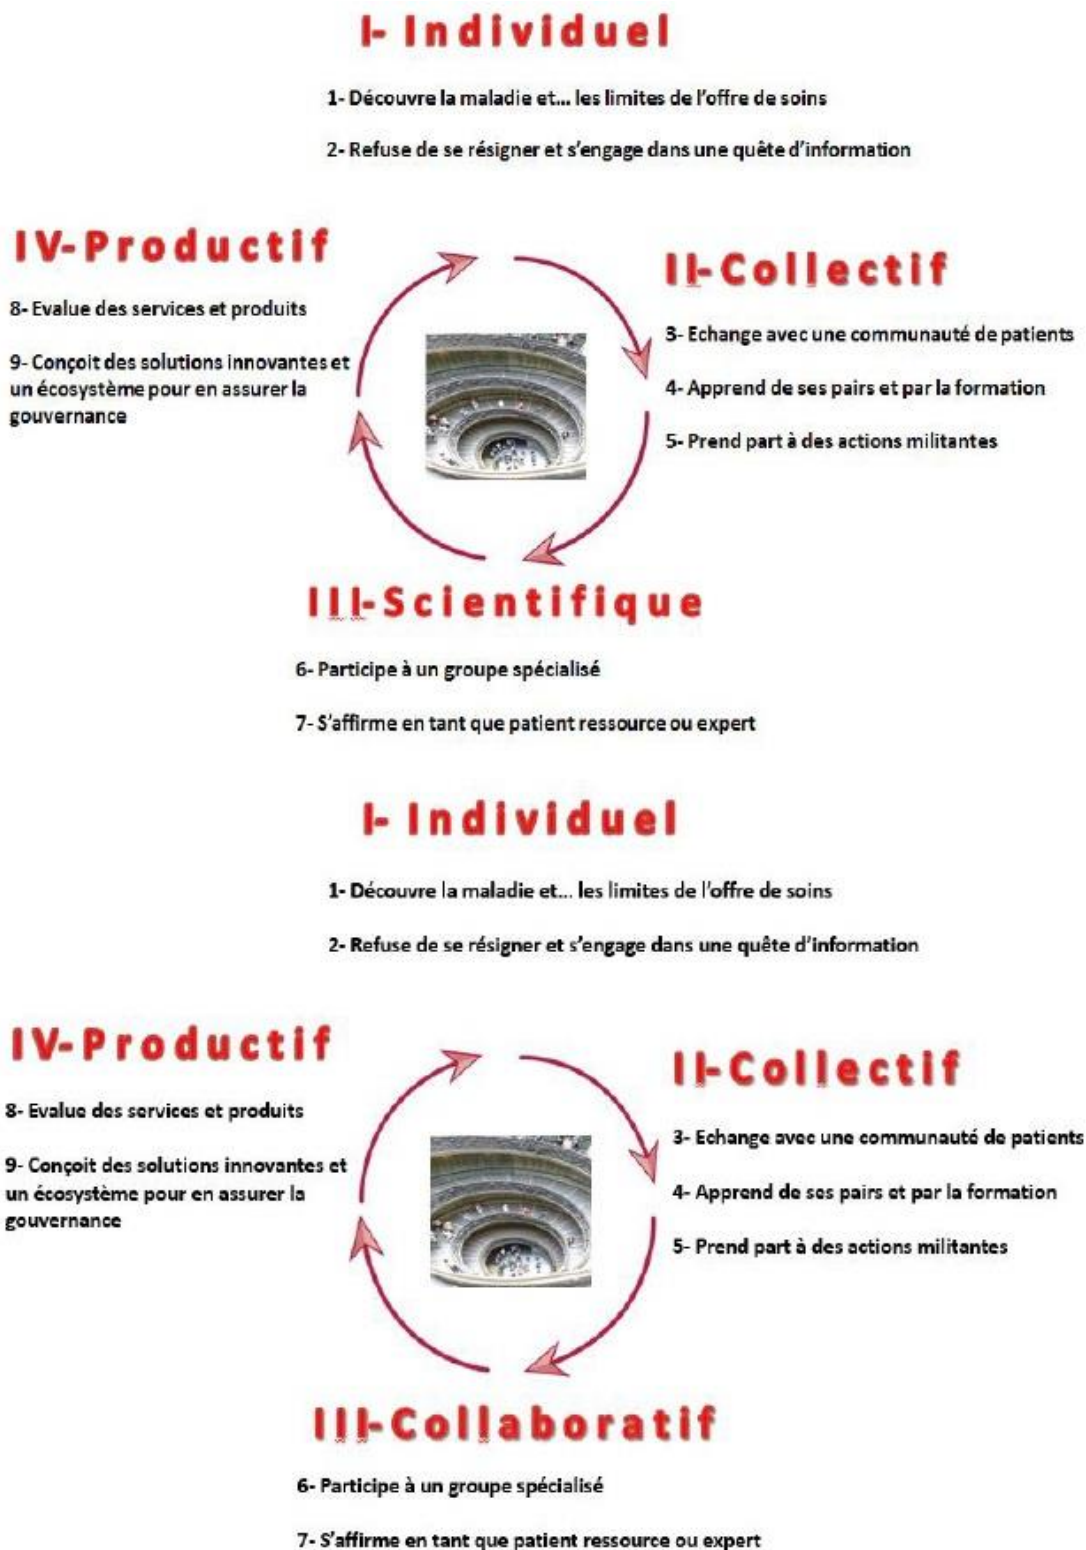 I- Individuel
1- Découvre la maladie et... les limites de l'offre de soins
2- Refuse de se résigner et s'engage dans une quête d'information
IV-Productif
8- Evalue des services et produits
9- Conçoit des solutions innovantes et
un écosystème pour en assurer la
gouvernance
II-Collectif
3- Echange avec une communauté de patients
4- Apprend de ses pairs et par la formation
5- Prend part à des actions militantes
III-Scientifique
6- Participe à un groupe spécialisé
7- S'affirme en tant que patient ressource ou expert
I- Individuel
1- Découvre la maladie et... les limites de l'offre de soins
2- Refuse de se résigner et s'engage dans une quête d'information
IV-Productif
8- Evalue des services et produits
9- Conçoit des solutions innovantes et
un écosystème pour en assurer la
gouvernance
II-Collectif
3- Echange avec une communauté de patients
4- Apprend de ses pairs et par la formation
5- Prend part à des actions militantes
III-Collaboratif
6- Participe à un groupe spécialisé
7- S'affirme en tant que patient ressource ou expert